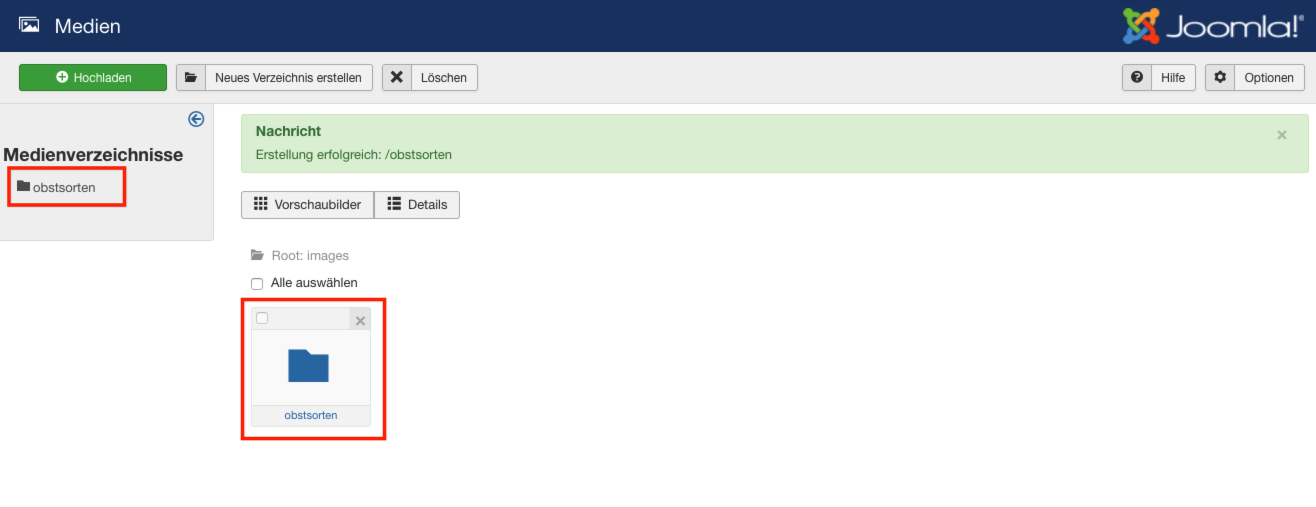 Medien
Joomla!®
Hochladen
Neues Verzeichnis erstellen
Löschen
Hilfe
Optionen
Medienverzeichnisse
obstsorten
Nachricht
Erstellung erfolgreich: /obstsorten
Vorschaubilder
Details
Root: images
Alle auswählen
obstsorten